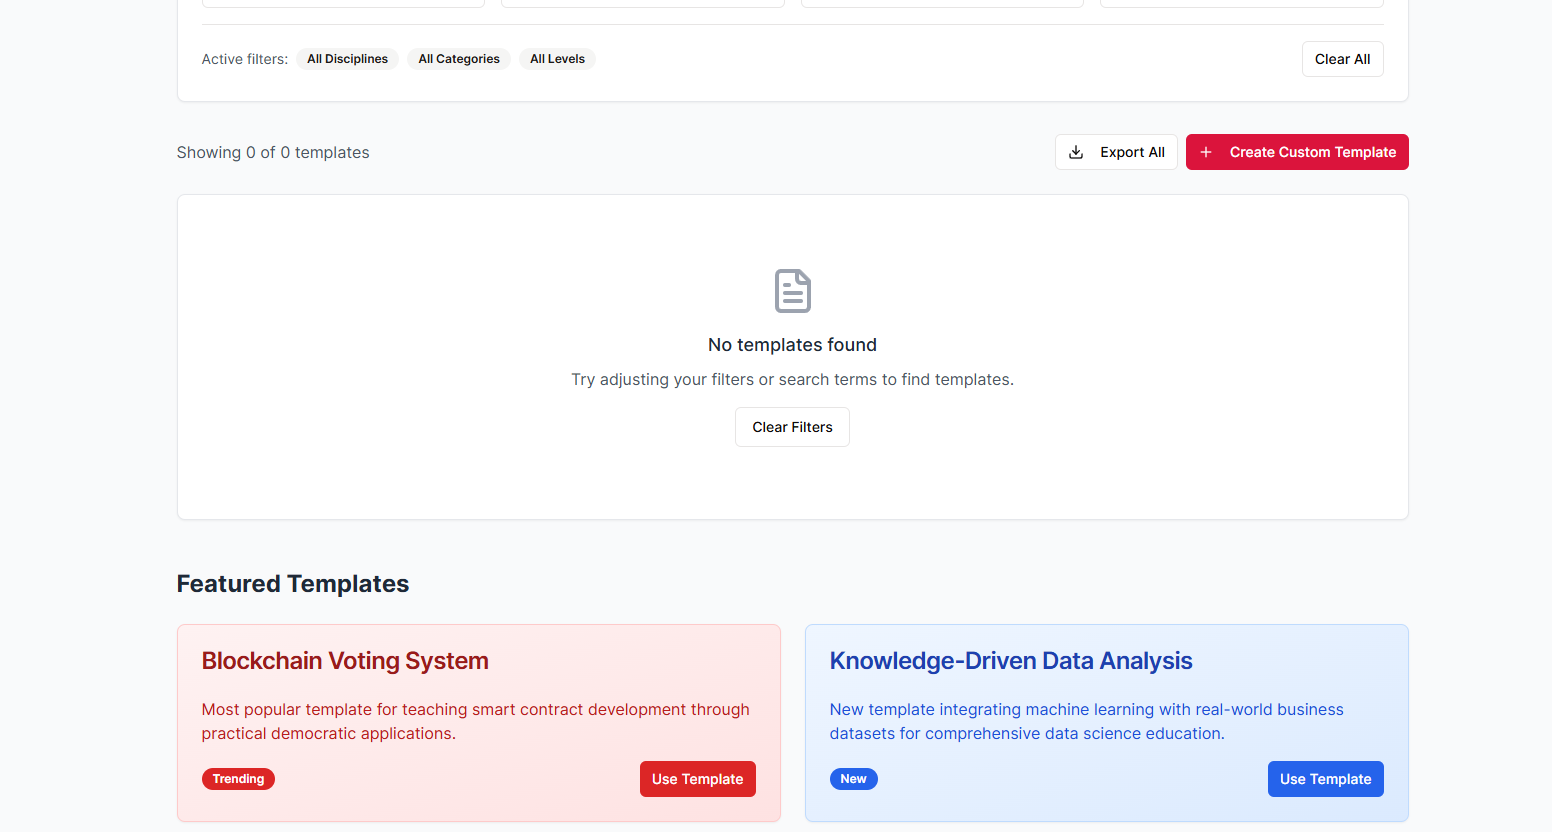 Active filters: All Disciplines All Categories All Levels Clear All
Showing 0 of 0 templates Export All Create Custom Template
No templates found
Try adjusting your filters or search terms to find templates.
Clear Filters
Featured Templates
Blockchain Voting System
Most popular template for teaching smart contract development through
practical democratic applications.
Trending Use Template
Knowledge-Driven Data Analysis
New template integrating machine learning with real-world business
datasets for comprehensive data science education.
New Use Template